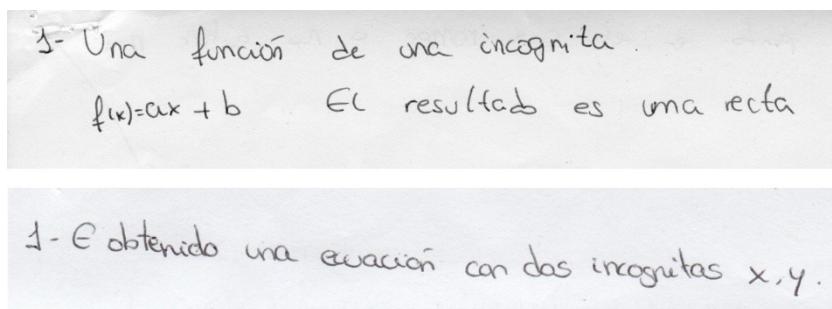 1- Una función de una incognita.
f(x)=ax + b El resultado es una recta
1- E obtenido una ecuación con dos incognitas x, y.